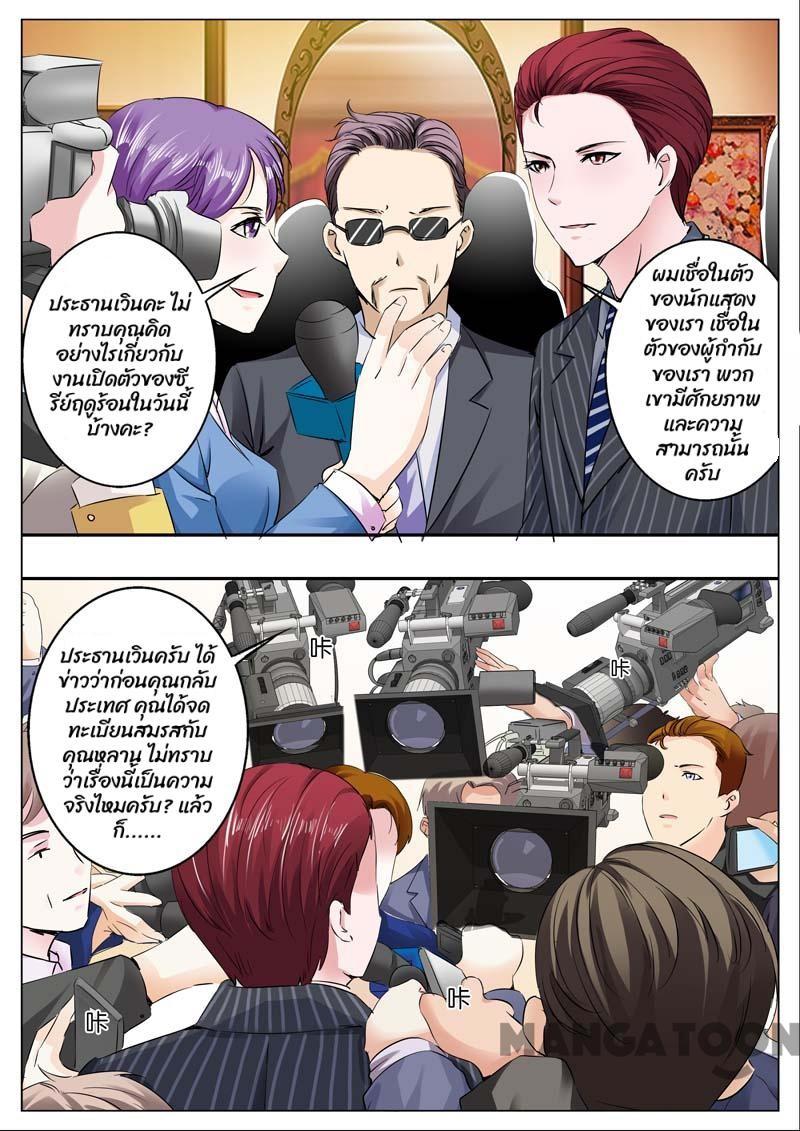 ประธานเวินคะ ไม่
ทราบคุณคิด
อย่างไรเกี่ยวกับ
งานเปิดตัวของซี
รีย์ฤดูร้อนในวันนี้
บ้างคะ?
ผมเชื่อในตัว
ของนักแสดง
ของเรา เชื่อใน
ตัวของผู้กำกับ
ของเรา พวก
เขามีศักยภาพ
และความ
สามารถนั้น
ครับ
ประธานเวินครับ ได้
ข่าวว่าก่อนคุณกลับ
ประเทศ คุณได้จด
ทะเบียนสมรสกับ
คุณหลาน ไม่ทราบ
ว่าเรื่องนี้เป็นความ
จริงไหมครับ? แล้ว
ก็......
咔
咔
咔
咔
MANGATOON